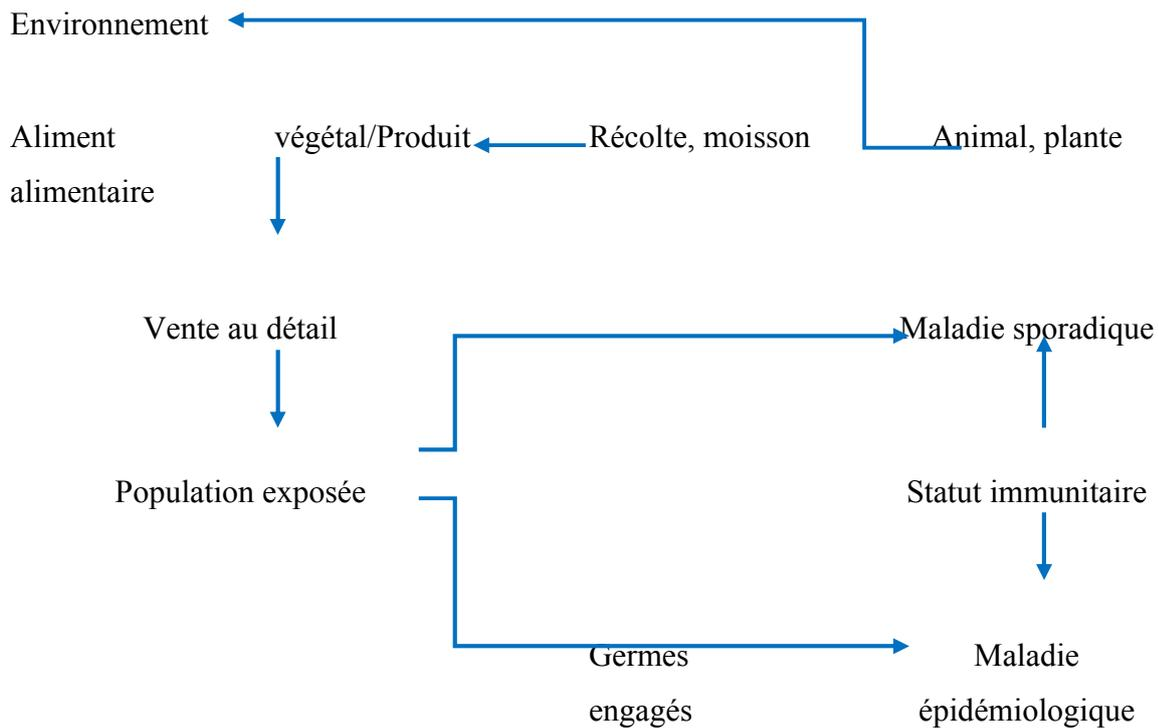 Environnement
Aliment végétal/Produit Récolte, moisson Animal, plante
alimentaire
Vente au détail Maladie sporadique
Population exposée Statut immunitaire
Germes Maladie
engagés épidémiologique